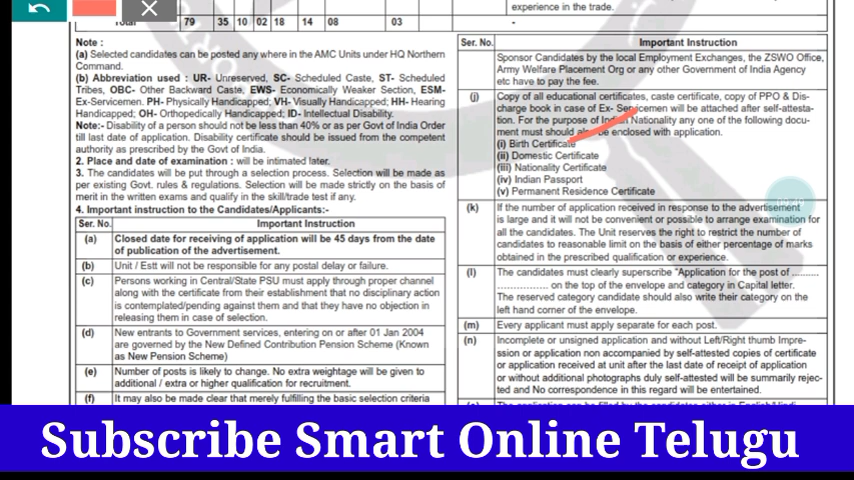 experience in the trade.
Total 79 35 10 02 18 14 08 03 -
Note :
(a) Selected candidates can be posted any where in the AMC Units under HQ Northern
Command.
(b) Abbreviation used : UR- Unreserved, SC- Scheduled Caste, ST- Scheduled
Tribes, OBC- Other Backward Caste, EWS- Economically Weaker Section, ESM-
Ex-Servicemen. PH- Physically Handicapped; VH- Visually Handicapped; HH- Hearing
Handicapped; OH- Orthopedically Handicapped; ID- Intellectual Disability.
Note:- Disability of a person should not be less than 40% or as per Govt of India Order
till last date of application. Disability certificate should be issued from the competent
authority as prescribed by the Govt of India.
2. Place and date of examination : will be intimated later.
3. The candidates will be put through a selection process. Selection will be made as
per existing Govt. rules & regulations. Selection will be made strictly on the basis of
merit in the written exams and qualify in the skill/trade test if any.
4. Important instruction to the Candidates/Applicants:-
Ser. No. Important Instruction
(a) Closed date for receiving of application will be 45 days from the date
of publication of the advertisement.
(b) Unit / Estt will not be responsible for any postal delay or failure.
(c) Persons working in Central/State PSU must apply through proper channel
along with the certificate from their establishment that no disciplinary action
is contemplated/pending against them and that they have no objection in
releasing them in case of selection.
(d) New entrants to Government services, entering on or after 01 Jan 2004
are governed by the New Defined Contribution Pension Scheme (Known
as New Pension Scheme)
(e) Number of posts is likely to change. No extra weightage will be given to
additional / extra or higher qualification for recruitment.
(f) It may also be made clear that merely fulfilling the basic selection criteria
Ser. No. Important Instruction
Sponsor Candidates by the local Employment Exchanges, the ZSWO Office,
Army Welfare Placement Org or any other Government of India Agency
etc have to pay the fee.
(j) Copy of all educational certificates, caste certificate, copy of PPO & Dis-
charge book in case of Ex- Servicemen will be attached after self-attesta-
tion. For the purpose of Indian Nationality any one of the following docu-
ment must should also be enclosed with application.
(i) Birth Certificate
(ii) Domestic Certificate
(iii) Nationality Certificate
(iv) Indian Passport
(v) Permanent Residence Certificate
(k) If the number of application received in response to the advertisement
is large and it will not be convenient or possible to arrange examination for
all the candidates. The Unit reserves the right to restrict the number of
candidates to reasonable limit on the basis of either percentage of marks
obtained in the prescribed qualification or experience.
(l) The candidates must clearly superscribe "Application for the post of .........
................. on the top of the envelope and category in Capital letter.
The reserved category candidate should also write their category on the
left hand corner of the envelope.
(m) Every applicant must apply separate for each post.
(n) Incomplete or unsigned application and without Left/Right thumb Impre-
ssion or application non accompanied by self-attested copies of certificate
or application received at unit after the last date of receipt of application
or without additional photographs duly self-attested will be summarily rejec-
ted and No correspondence in this regard will be entertained.
Subscribe Smart Online Telugu